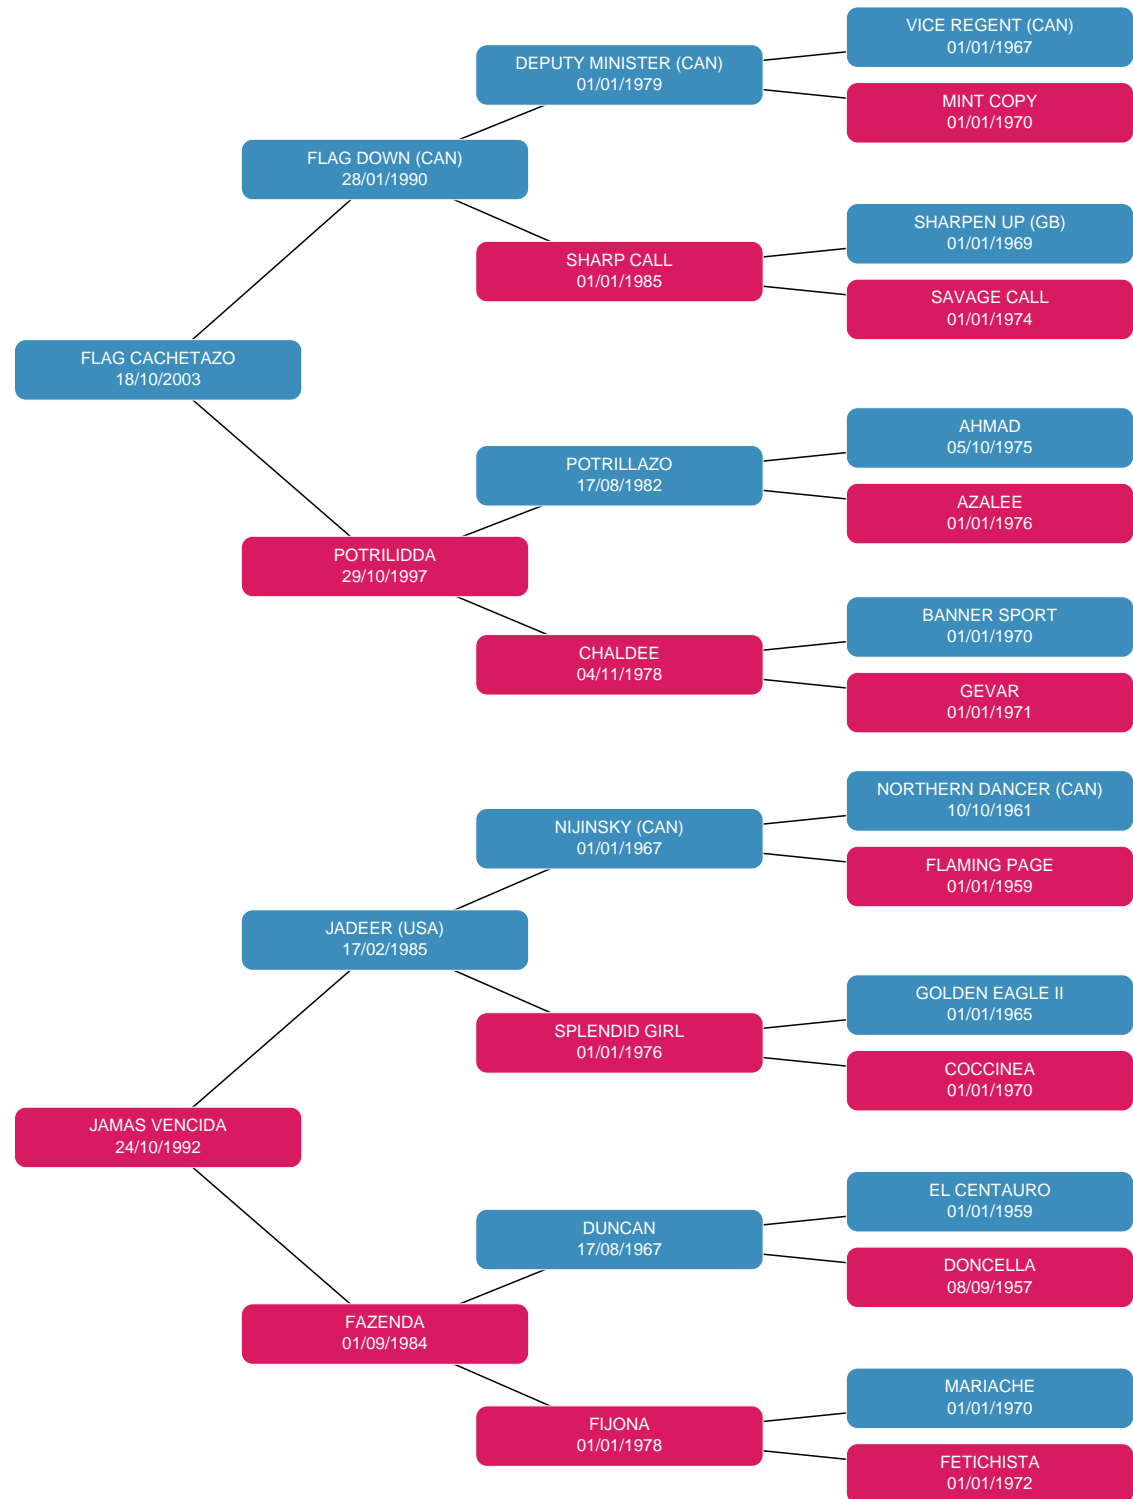 VICE REGENT (CAN)
01/01/1967
DEPUTY MINISTER (CAN)
01/01/1979
MINT COPY
01/01/1970
FLAG DOWN (CAN)
28/01/1990
SHARPEN UP (GB)
01/01/1969
SHARP CALL
01/01/1985
SAVAGE CALL
01/01/1974
FLAG CACHETAZO
18/10/2003
AHMAD
05/10/1975
POTRILLAZO
17/08/1982
AZALEE
01/01/1976
POTRILIDDA
29/10/1997
BANNER SPORT
01/01/1970
CHALDEE
04/11/1978
GEVAR
01/01/1971
NORTHERN DANCER (CAN)
10/10/1961
NIJINSKY (CAN)
01/01/1967
FLAMING PAGE
01/01/1959
JADEER (USA)
17/02/1985
GOLDEN EAGLE II
01/01/1965
SPLENDID GIRL
01/01/1976
COCCINEA
01/01/1970
JAMAS VENCIDA
24/10/1992
EL CENTAURO
01/01/1959
DUNCAN
17/08/1967
DONCELLA
08/09/1957
FAZENDA
01/09/1984
MARIACHE
01/01/1970
FIJONA
01/01/1978
FETICHISTA
01/01/1972